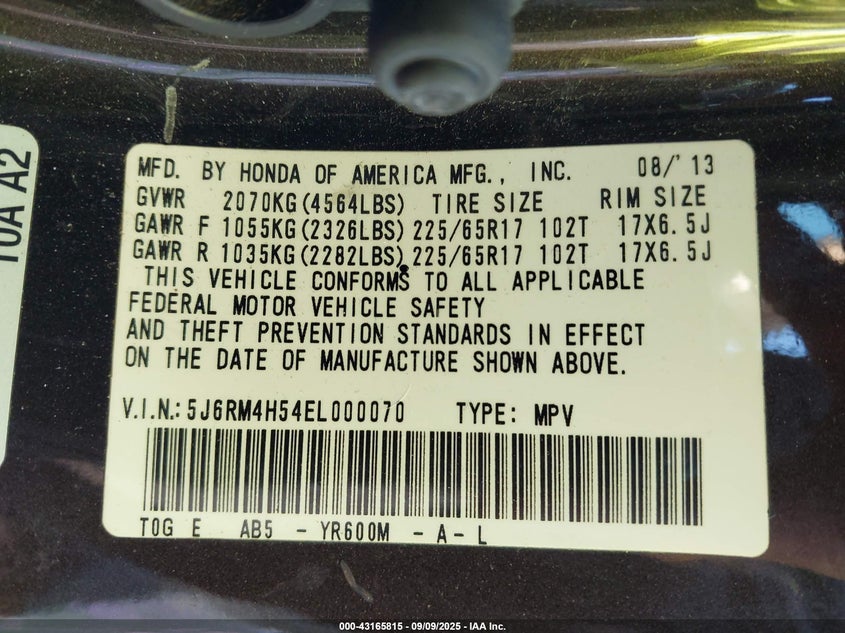 MFD. BY HONDA OF AMERICA MFG., INC. 08/'13
GVWR 2070KG(4564LBS) TIRE SIZE RIM SIZE
GAWR F 1055KG(2326LBS) 225/65R17 102T 17X6.5J
GAWR R 1035KG(2282LBS) 225/65R17 102T 17X6.5J
THIS VEHICLE CONFORMS TO ALL APPLICABLE
FEDERAL MOTOR VEHICLE SAFETY
AND THEFT PREVENTION STANDARDS IN EFFECT
ON THE DATE OF MANUFACTURE SHOWN ABOVE.
V.I.N.: 5J6RM4H54EL000070 TYPE: MPV
TOG E AB5 - YR600M - A - L
10A A2
000-43165815 - 09/09/2025 - IAA Inc.